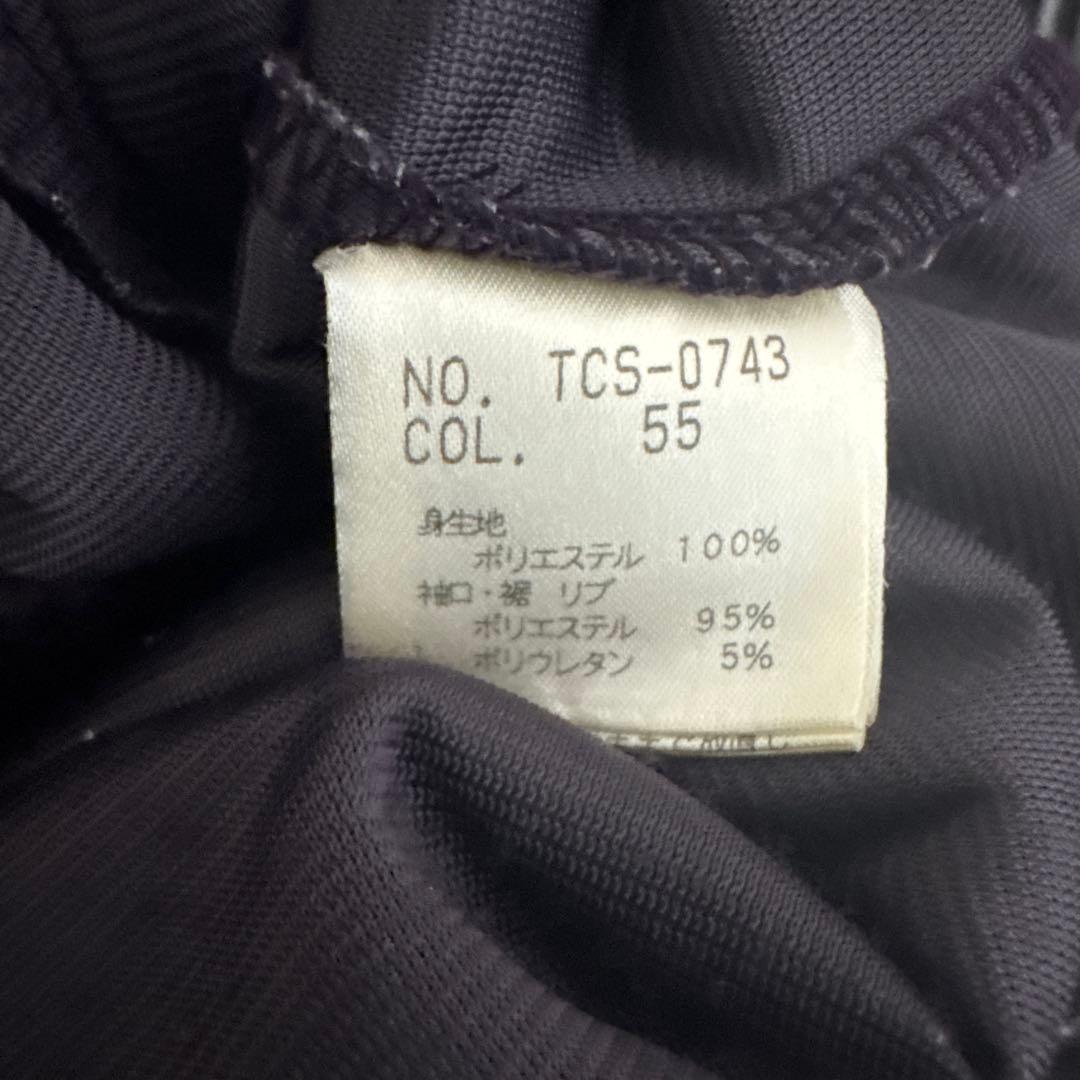 NO. TCS-0743
COL. 55
身生地
ポリエステル 100%
袖口・裾 リブ
ポリエステル 95%
ポリウレタン 5%